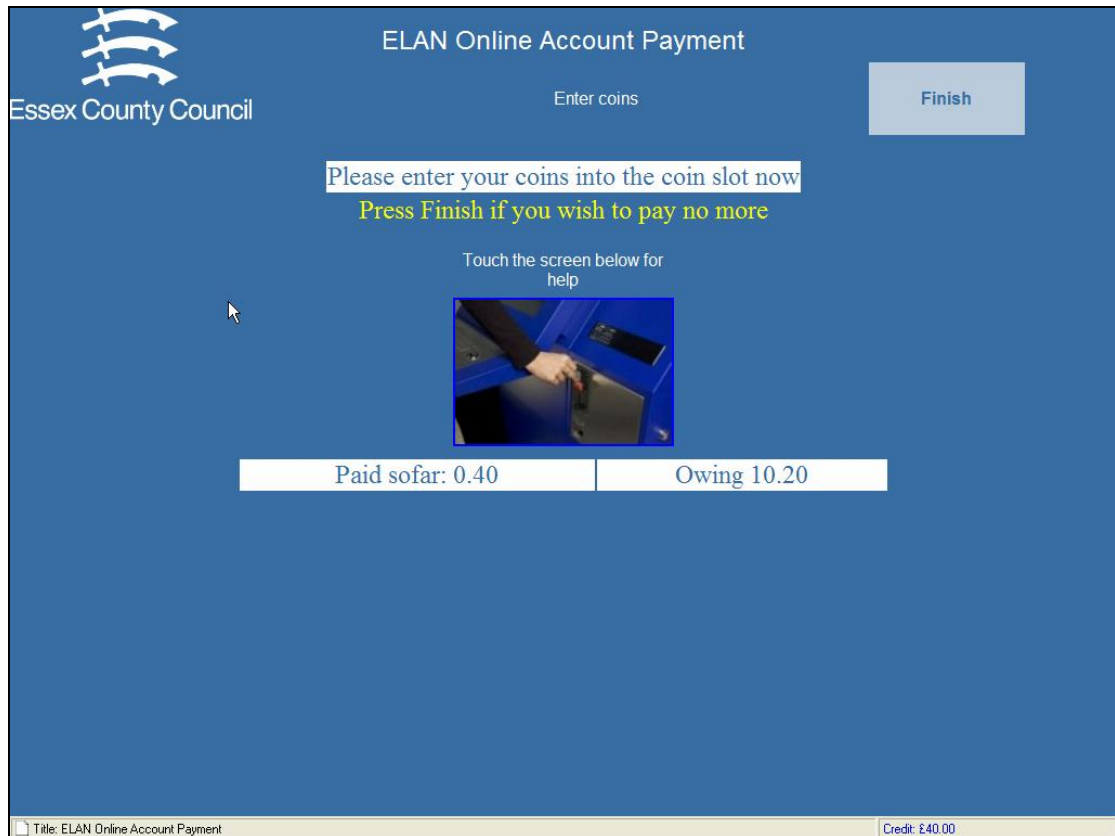 ELAN Online Account Payment
Essex County Council
Enter coins
Finish
Please enter your coins into the coin slot now
Press Finish if you wish to pay no more
Touch the screen below for
help
Paid sofar: 0.40
Owing 10.20
Title: ELAN Online Account Payment
Credit: £40.00